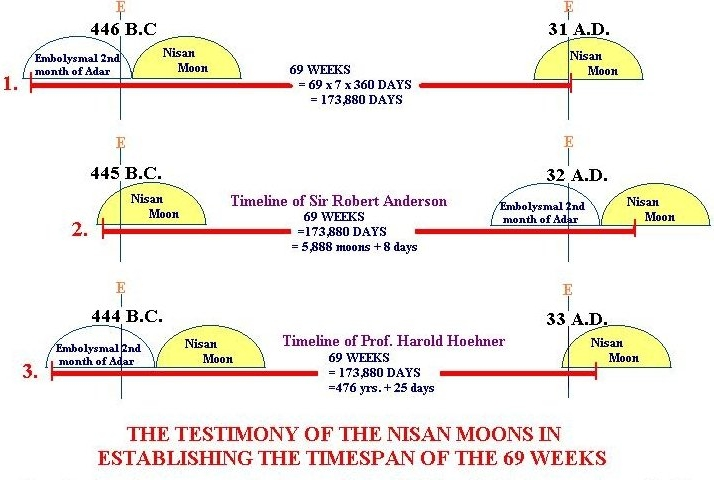 E E
446 B.C 31 A.D.
Embolysmal 2nd
month of Adar
Nisan
Moon
1.
69 WEEKS
= 69 x 7 x 360 DAYS
= 173,880 DAYS
Nisan
Moon
E E
445 B.C. 32 A.D.
Nisan
Moon
2.
Timeline of Sir Robert Anderson
69 WEEKS
=173,880 DAYS
= 5,888 moons + 8 days
Embolysmal 2nd
month of Adar
Nisan
Moon
E E
444 B.C. 33 A.D.
Embolysmal 2nd
month of Adar
Nisan
Moon
3.
Timeline of Prof. Harold Hoehner
69 WEEKS
= 173,880 DAYS
=476 yrs. + 25 days
Nisan
Moon
THE TESTIMONY OF THE NISAN MOONS IN
ESTABLISHING THE TIMESPAN OF THE 69 WEEKS